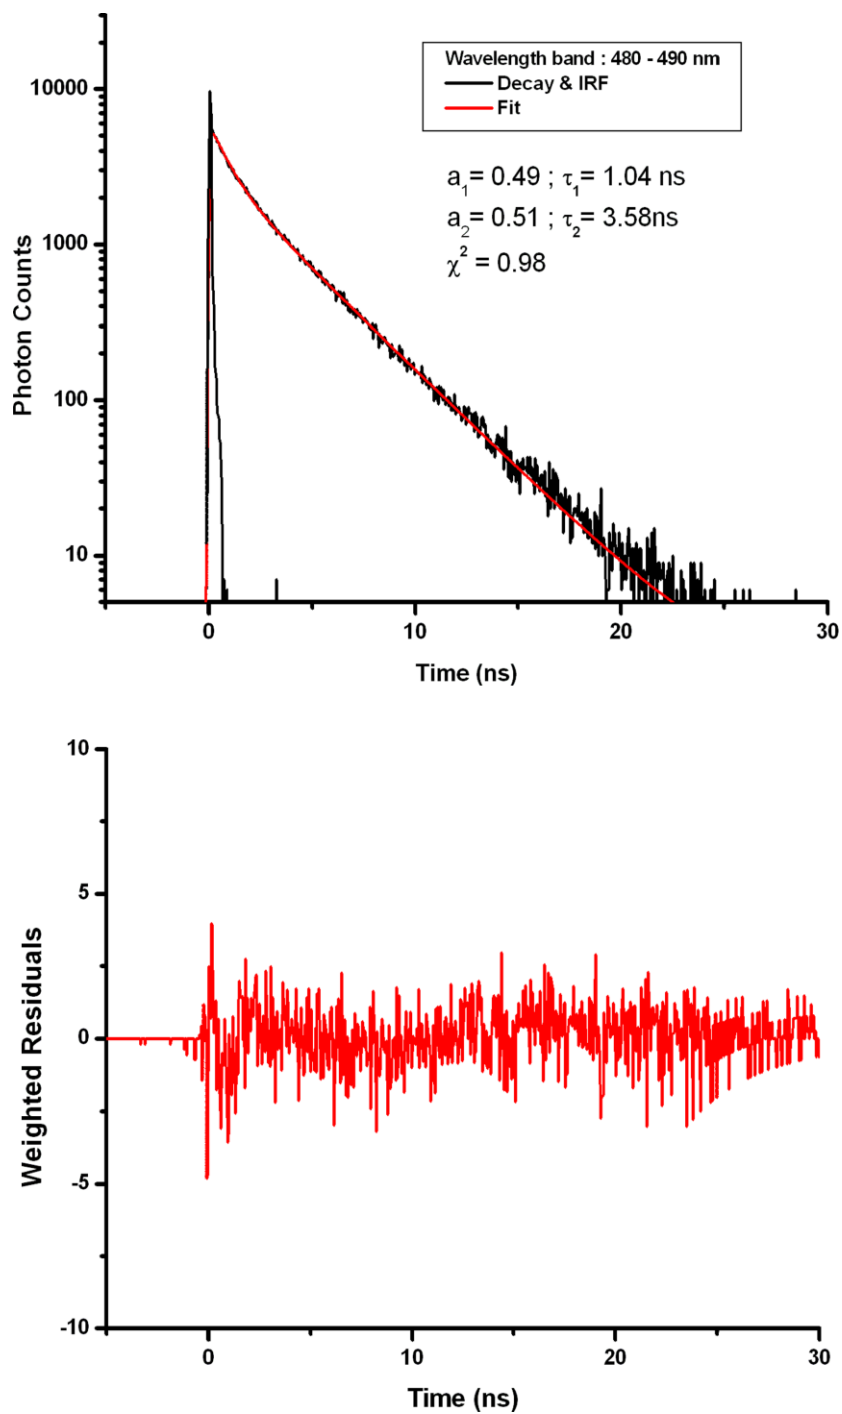 Wavelength band : 480 - 490 nm
Decay & IRF
Fit
a₁= 0.49 ; τ₁= 1.04 ns
a₂= 0.51 ; τ₂= 3.58ns
χ² = 0.98
Photon Counts
10000
1000
100
10
0 10 20 30
Time (ns)
Weighted Residuals
10
5
0
-5
-10
0 10 20 30
Time (ns)